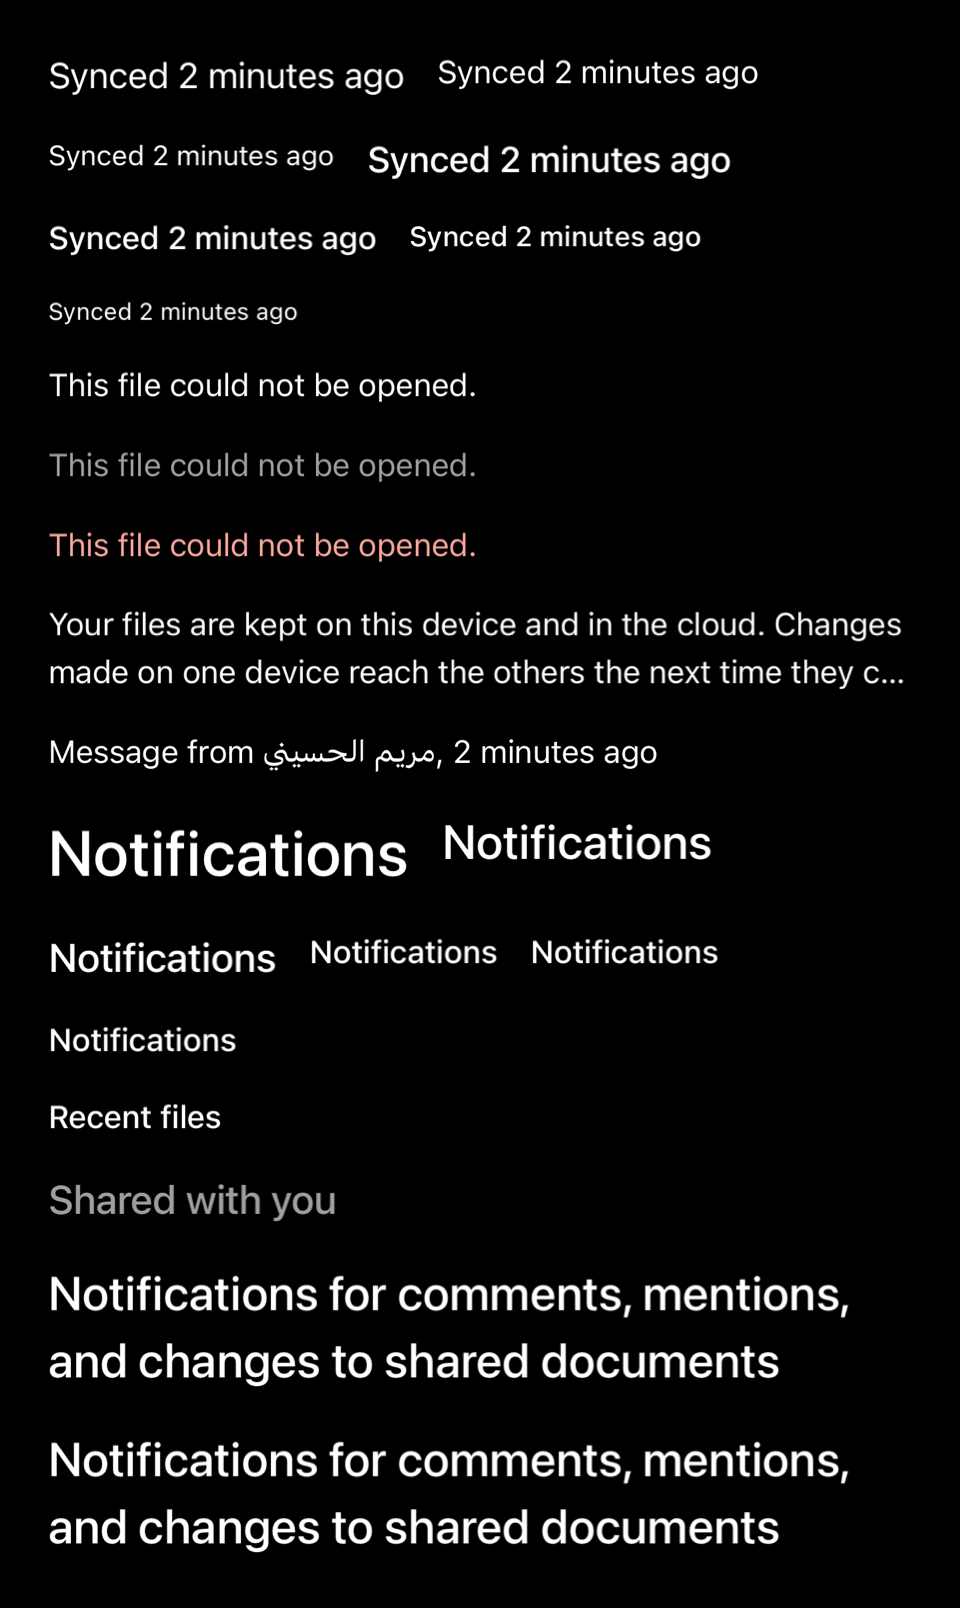 Synced 2 minutes ago Synced 2 minutes ago
Synced 2 minutes ago Synced 2 minutes ago
Synced 2 minutes ago Synced 2 minutes ago
Synced 2 minutes ago
This file could not be opened.
This file could not be opened.
This file could not be opened.
Your files are kept on this device and in the cloud. Changes
made on one device reach the others the next time they c...
Message from مريم الحسيني, 2 minutes ago
Notifications Notifications
Notifications Notifications Notifications
Notifications
Recent files
Shared with you
Notifications for comments, mentions,
and changes to shared documents
Notifications for comments, mentions,
and changes to shared documents